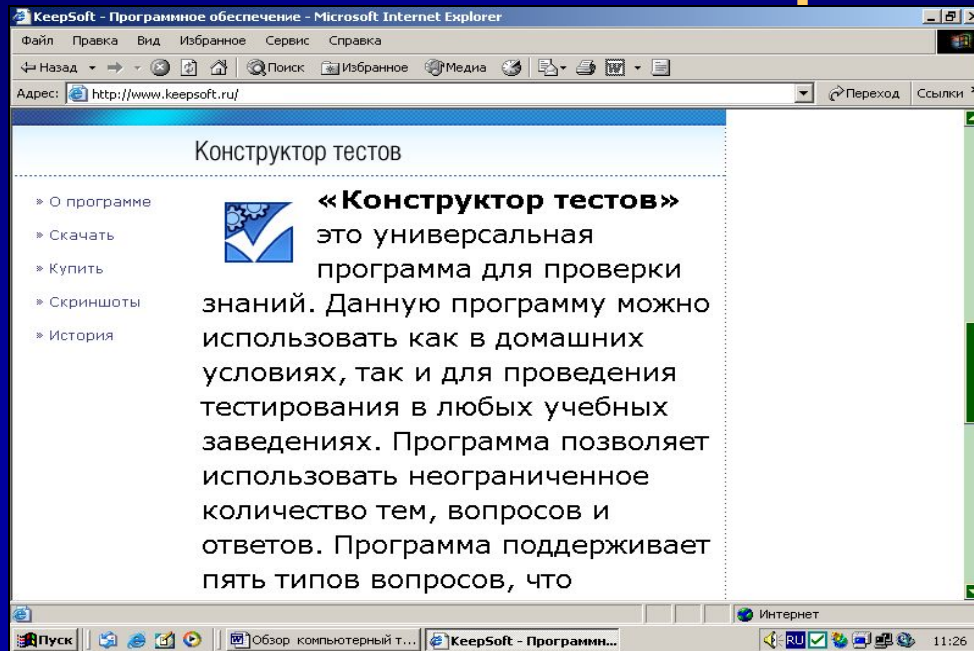 KeepSoft - Программное обеспечение - Microsoft Internet Explorer
Файл Правка Вид Избранное Сервис Справка
Назад Поиск Избранное Медиа
Адрес: http://www.keepsoft.ru/ Переход Ссылки
Конструктор тестов
» О программе
» Скачать
» Купить
» Скриншоты
» История
«Конструктор тестов»
это универсальная
программа для проверки
знаний. Данную программу можно
использовать как в домашних
условиях, так и для проведения
тестирования в любых учебных
заведениях. Программа позволяет
использовать неограниченное
количество тем, вопросов и
ответов. Программа поддерживает
пять типов вопросов, что
Интернет
Пуск Обзор компьютерный т... KeepSoft - Программн... RU 11:26